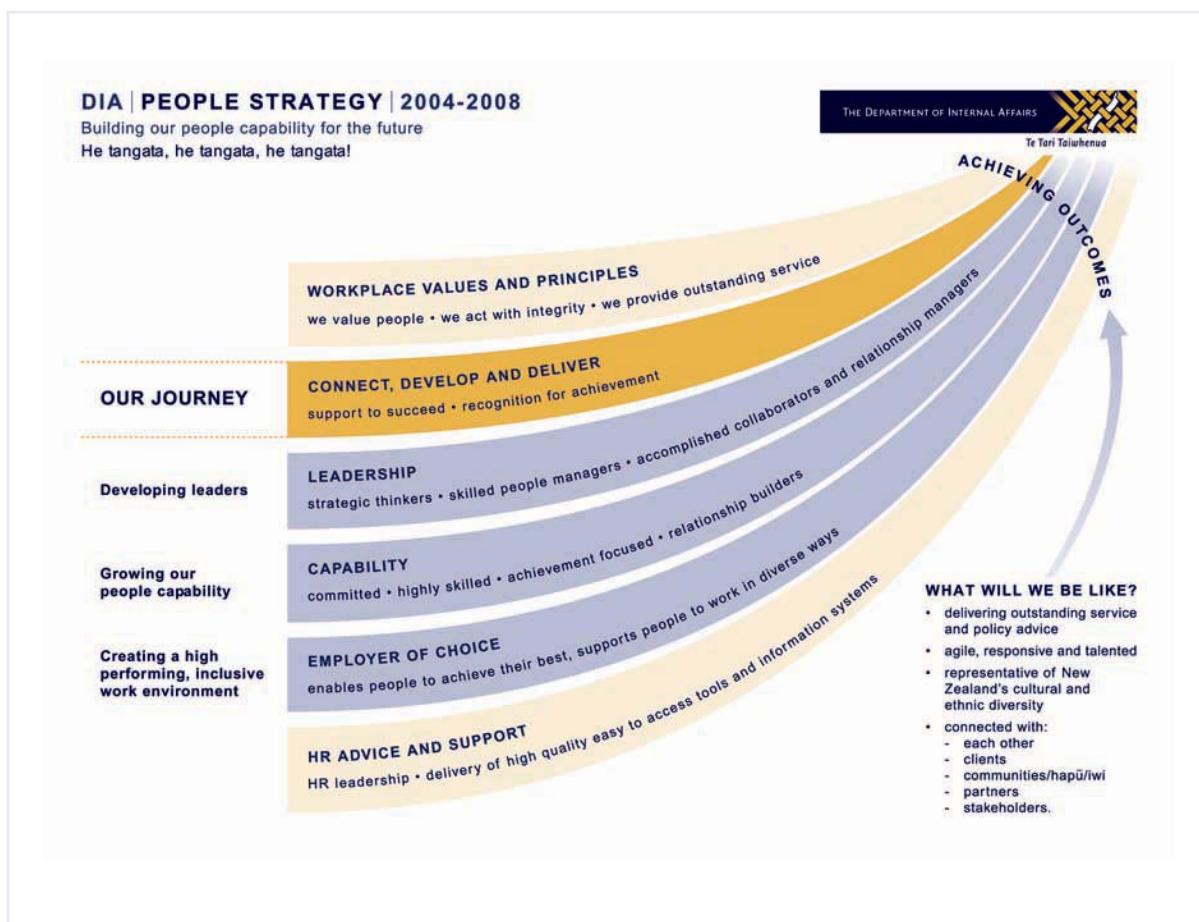 DIA | PEOPLE STRATEGY | 2004-2008
Building our people capability for the future
He tangata, he tangata, he tangata!
THE DEPARTMENT OF INTERNAL AFFAIRS
Te Tari Taiwhenua
ACHIEVING OUTCOMES
WORKPLACE VALUES AND PRINCIPLES
we value people • we act with integrity • we provide outstanding service
OUR JOURNEY
CONNECT, DEVELOP AND DELIVER
support to succeed • recognition for achievement
Developing leaders
LEADERSHIP
strategic thinkers • skilled people managers • accomplished collaborators and relationship managers
Growing our
people capability
CAPABILITY
committed • highly skilled • achievement focused • relationship builders
Creating a high
performing, inclusive
work environment
EMPLOYER OF CHOICE
enables people to achieve their best, supports people to work in diverse ways
HR ADVICE AND SUPPORT
HR leadership • delivery of high quality easy to access tools and information systems
WHAT WILL WE BE LIKE?
• delivering outstanding service
and policy advice
• agile, responsive and talented
• representative of New
Zealand's cultural and
ethnic diversity
• connected with:
- each other
- clients
- communities/hapū/iwi
- partners
- stakeholders.